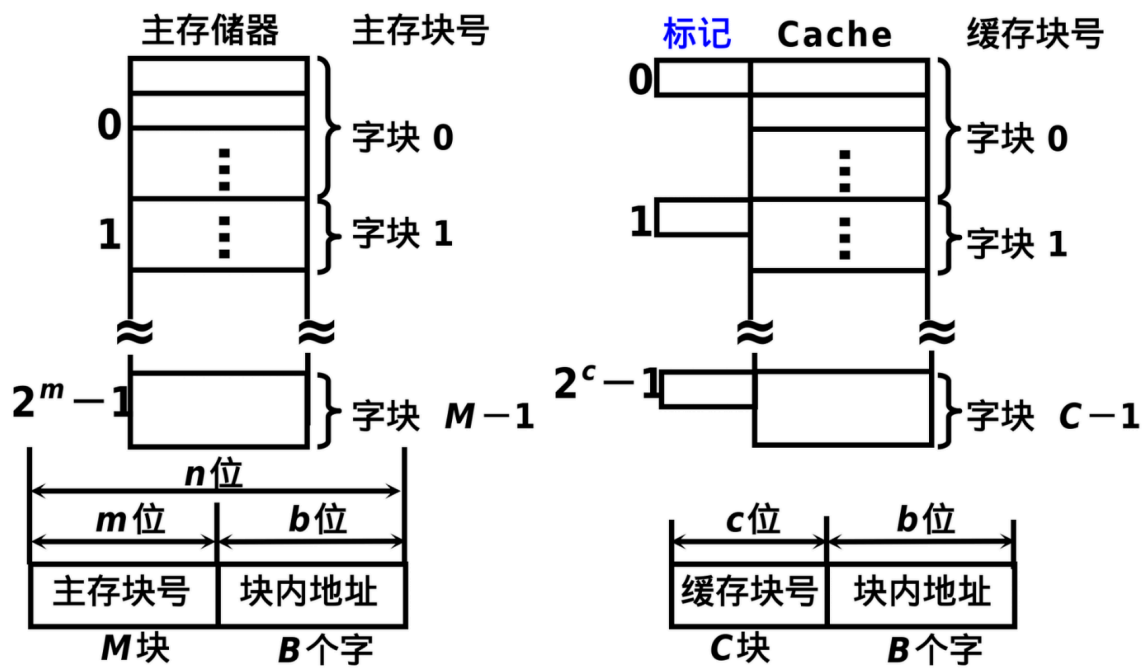 主存储器 主存块号 标记 Cache 缓存块号
0 字块 0 0 字块 0
1 字块 1 1 字块 1
2^m－1 字块 M－1 2^c－1 字块 C－1
n位
m位 b位 c位 b位
主存块号 块内地址 缓存块号 块内地址
M块 B个字 C块 B个字